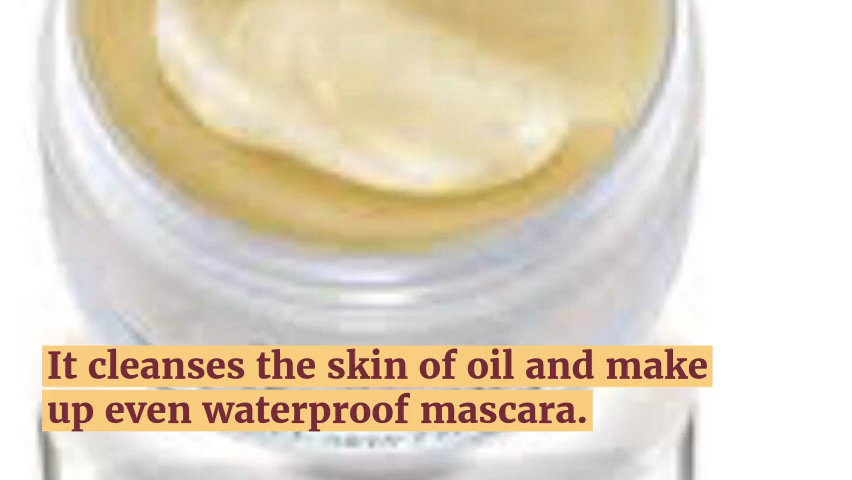 It cleanses the skin of oil and make
up even waterproof mascara.